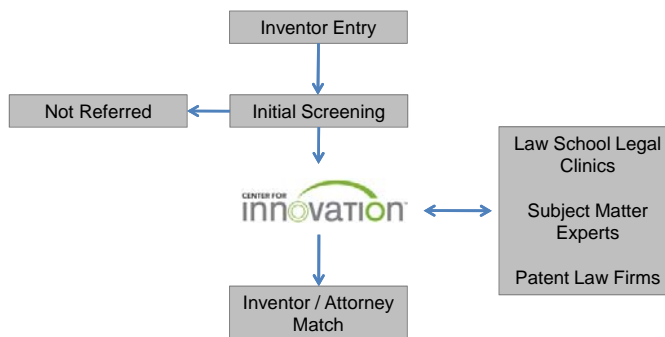 Inventor Entry
Not Referred
Initial Screening
CENTER FOR
innovation
Law School Legal
Clinics
Subject Matter
Experts
Patent Law Firms
Inventor / Attorney
Match